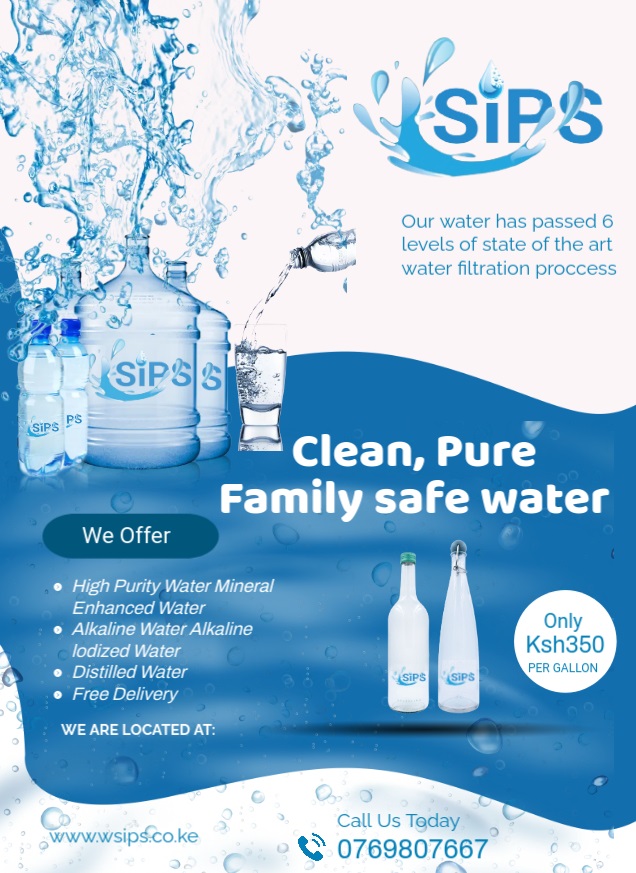 SiPS
Our water has passed 6
levels of state of the art
water filtration proccess
SiPS
S
SiPS
PS
Clean, Pure
Family safe water
We Offer
High Purity Water Mineral
Enhanced Water
Alkaline Water Alkaline
Iodized Water
Distilled Water
Free Delivery
SiPS
SiPS
Only
Ksh350
PER GALLON
WE ARE LOCATED AT:
www.wsips.co.ke
Call Us Today
0769807667